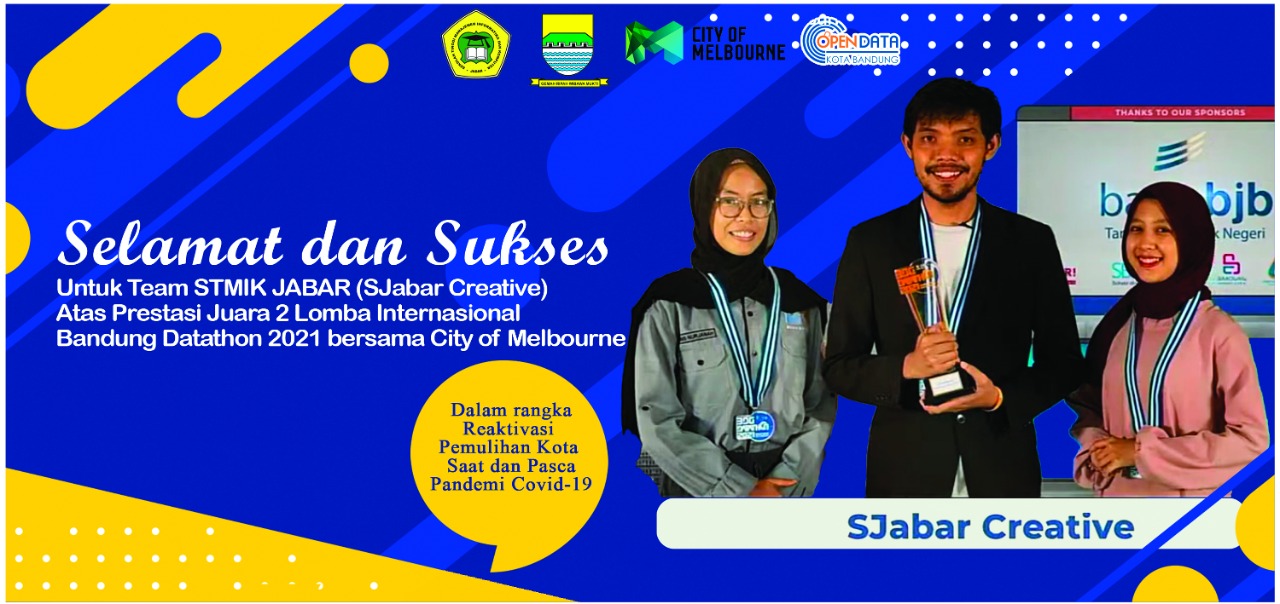 CITY OF
MELBOURNE
OPENDATA
KOTA BANDUNG
THANKS TO OUR SPONSORS
bjb
Selamat dan Sukses
Untuk Team STMIK JABAR (SJabar Creative)
Atas Prestasi Juara 2 Lomba Internasional
Bandung Datathon 2021 bersama City of Melbourne
Dalam rangka
Reaktivasi
Pemulihan Kota
Saat dan Pasca
Pandemi Covid-19
SJabar Creative